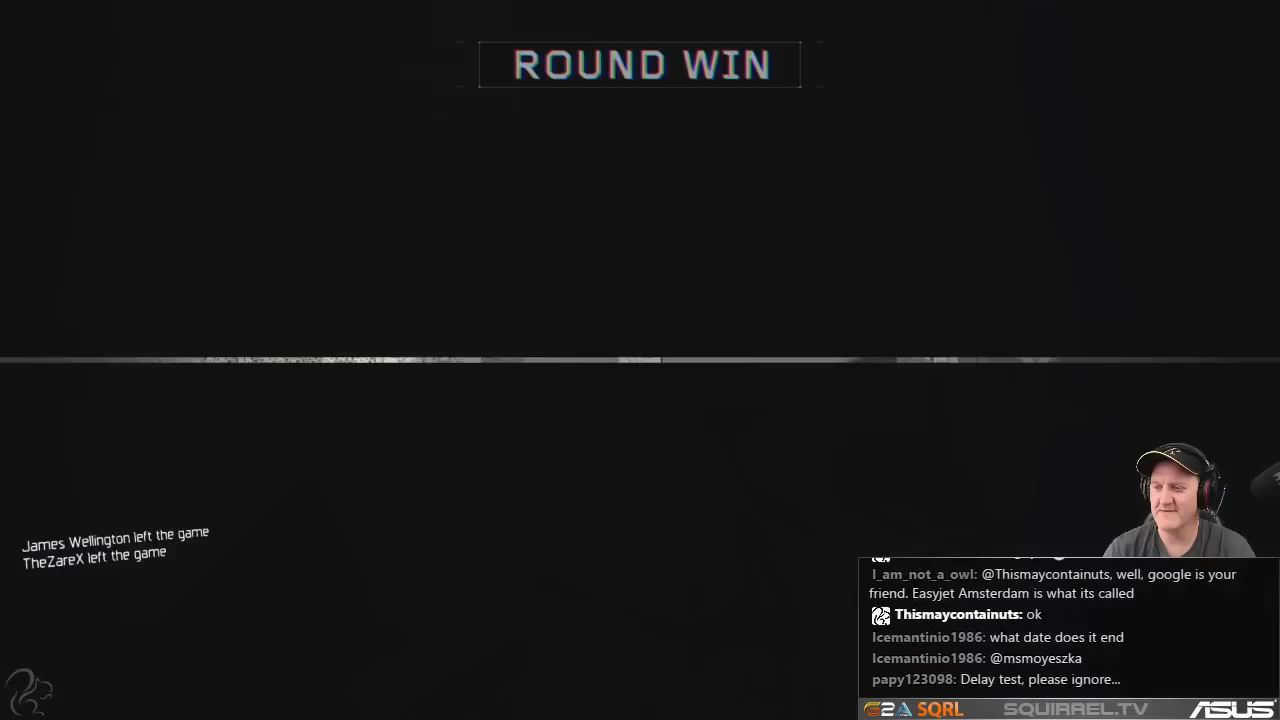 ROUND WIN
James Wellington left the game
TheZareX left the game
I_am_not_a_owl: @Thismaycontainuts, well, google is your
friend. Easyjet Amsterdam is what its called
Thismaycontainuts: ok
Icemantinio1986: what date does it end
Icemantinio1986: @msmoyeszka
papy123098: Delay test, please ignore...
G2A SQRL SQUIRREL.TV ASUS